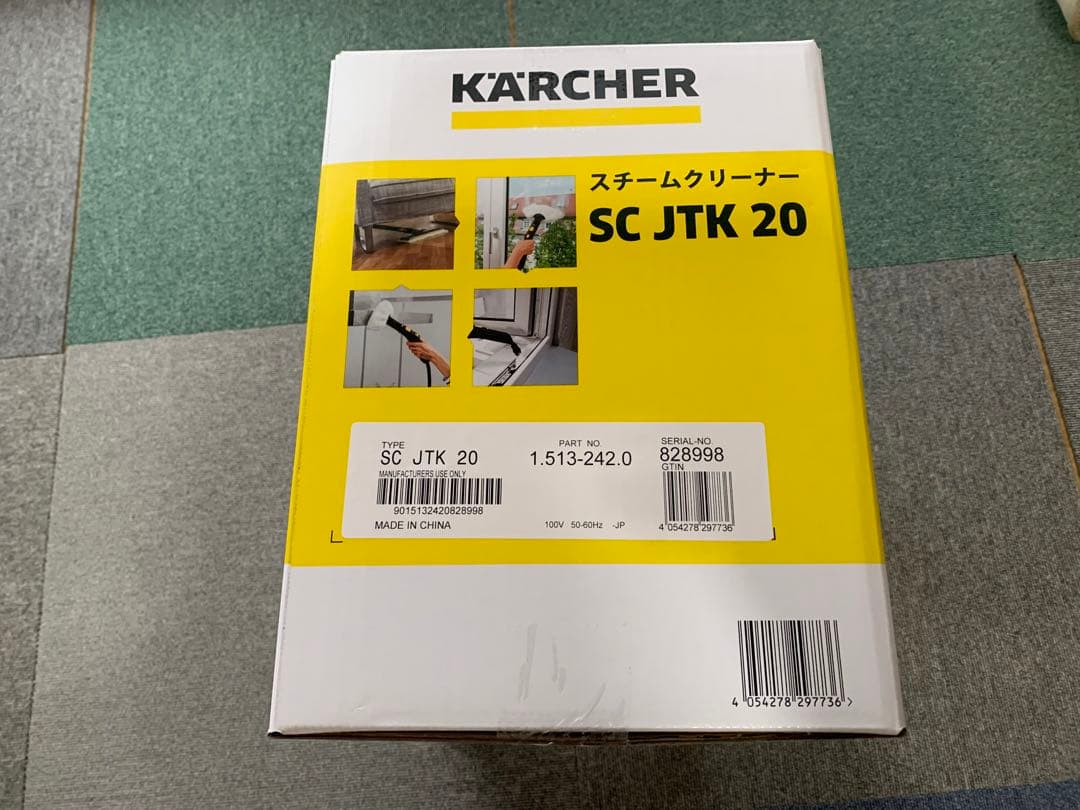 KÄRCHER
スチームクリーナー
SC JTK 20
TYPE
SC JTK 20
MANUFACTURERS USE ONLY
9015132420828998
MADE IN CHINA
PART NO.
1.513-242.0
100V 50-60Hz -JP
SERIAL-NO.
828998
GTIN
4 054278 297736
4 054278 297736 >